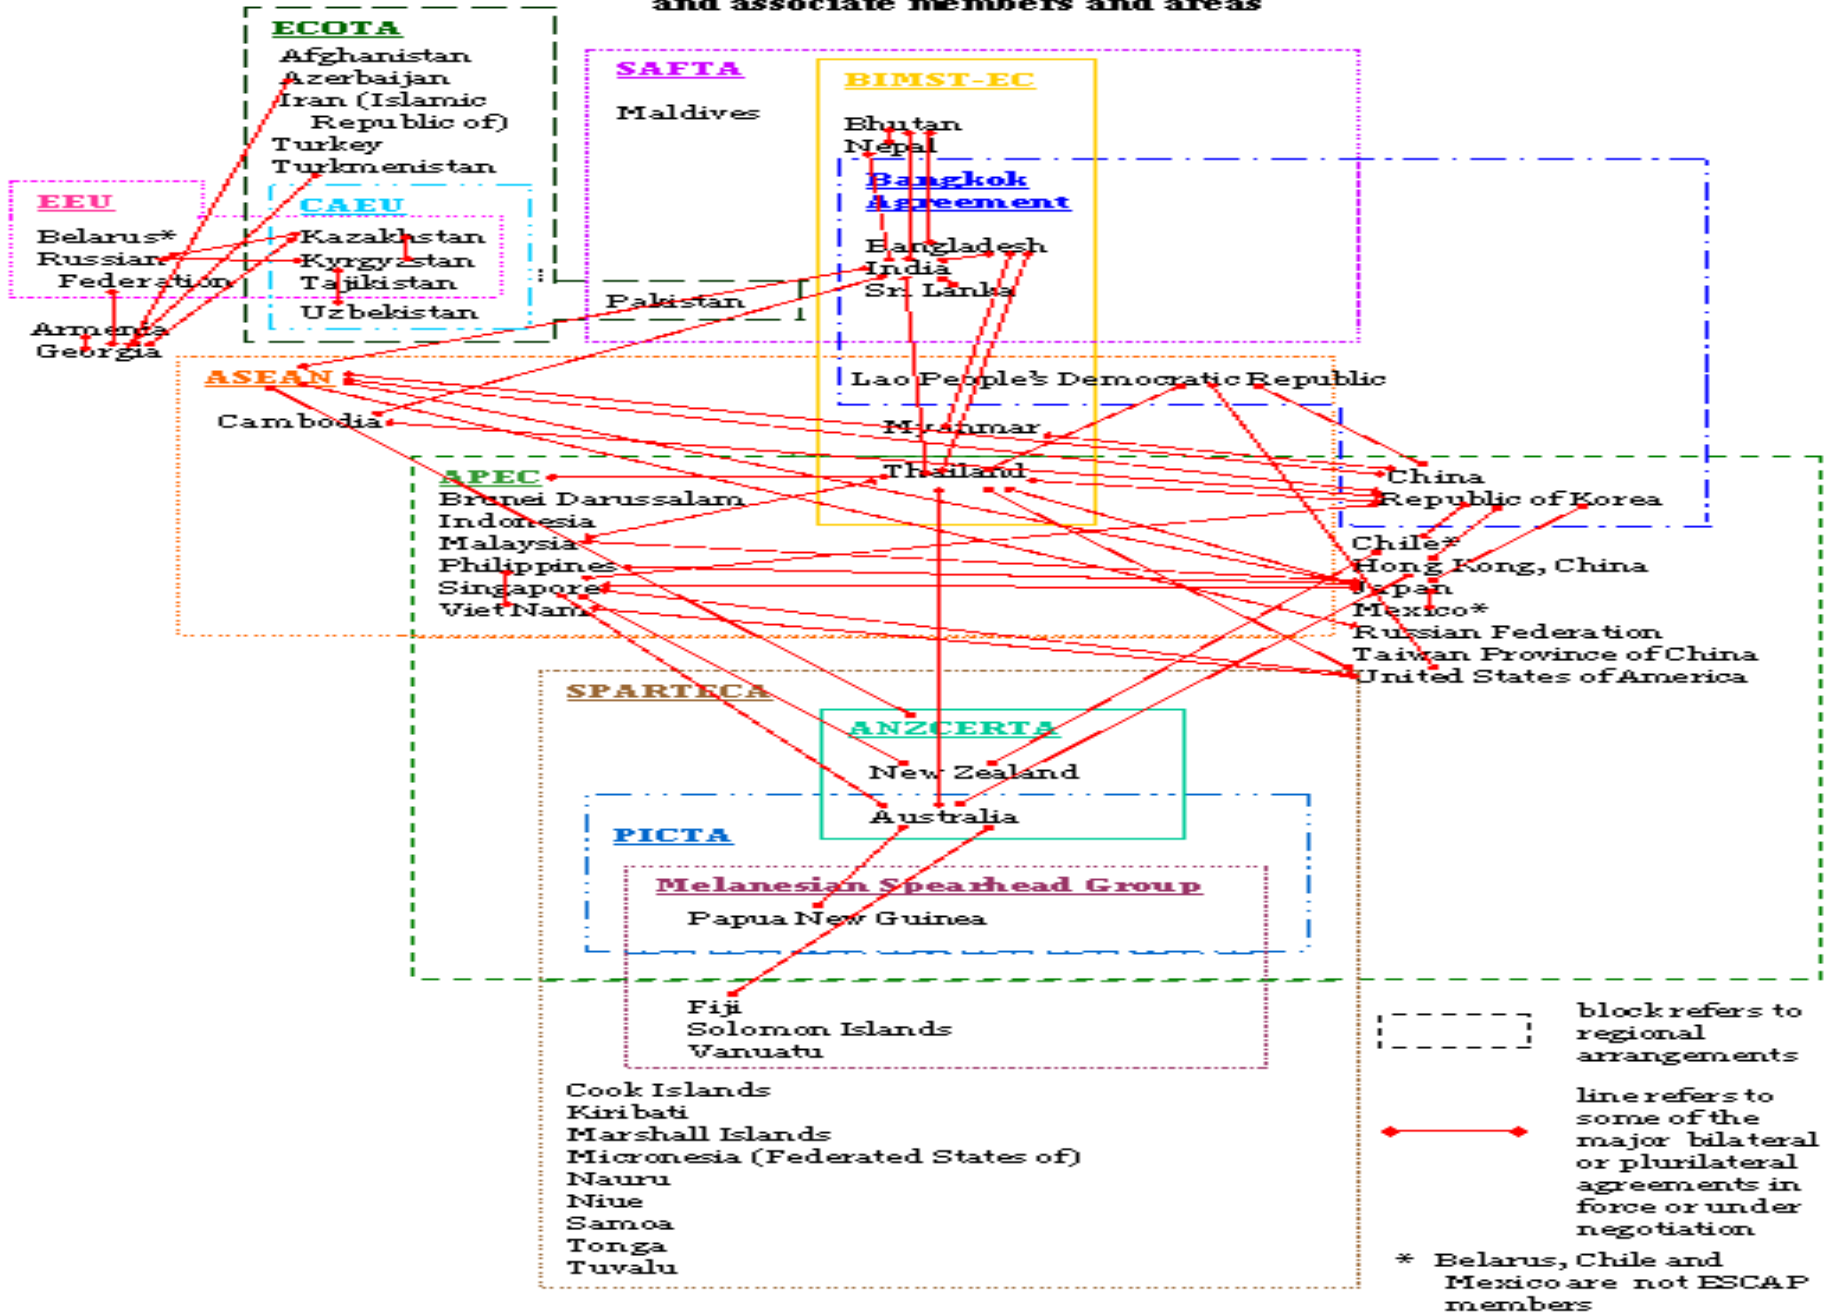 and associate members and areas
ECOTA
Afghanistan
Azerbaijan
Iran (Islamic
Republic of)
Turkey
Turkmenistan
SAFTA
Maldives
BIMST-EC
Bhutan
Nepal
Bangkok
Agreement
Bangladesh
India
Sri Lanka
EEU
Belarus*
Russian
Federation
CAEU
Kazakhstan
Kyrgyzstan
Tajikistan
Uzbekistan
Pakistan
Armenia
Georgia
ASEAN
Cambodia
Lao People's Democratic Republic
Myanmar
Thailand
APEC
Brunei Darussalam
Indonesia
Malaysia
Philippines
Singapore
Viet Nam
China
Republic of Korea
Chile*
Hong Kong, China
Japan
Mexico*
Russian Federation
Taiwan Province of China
United States of America
SPARTECA
ANZCERTA
New Zealand
Australia
PICTA
Melanesian Spearhead Group
Papua New Guinea
Fiji
Solomon Islands
Vanuatu
Cook Islands
Kiribati
Marshall Islands
Micronesia (Federated States of)
Nauru
Niue
Samoa
Tonga
Tuvalu
block refers to
regional
arrangements
line refers to
some of the
major bilateral
or plurilateral
agreements in
force or under
negotiation
* Belarus, Chile and
Mexico are not ESCAP
members